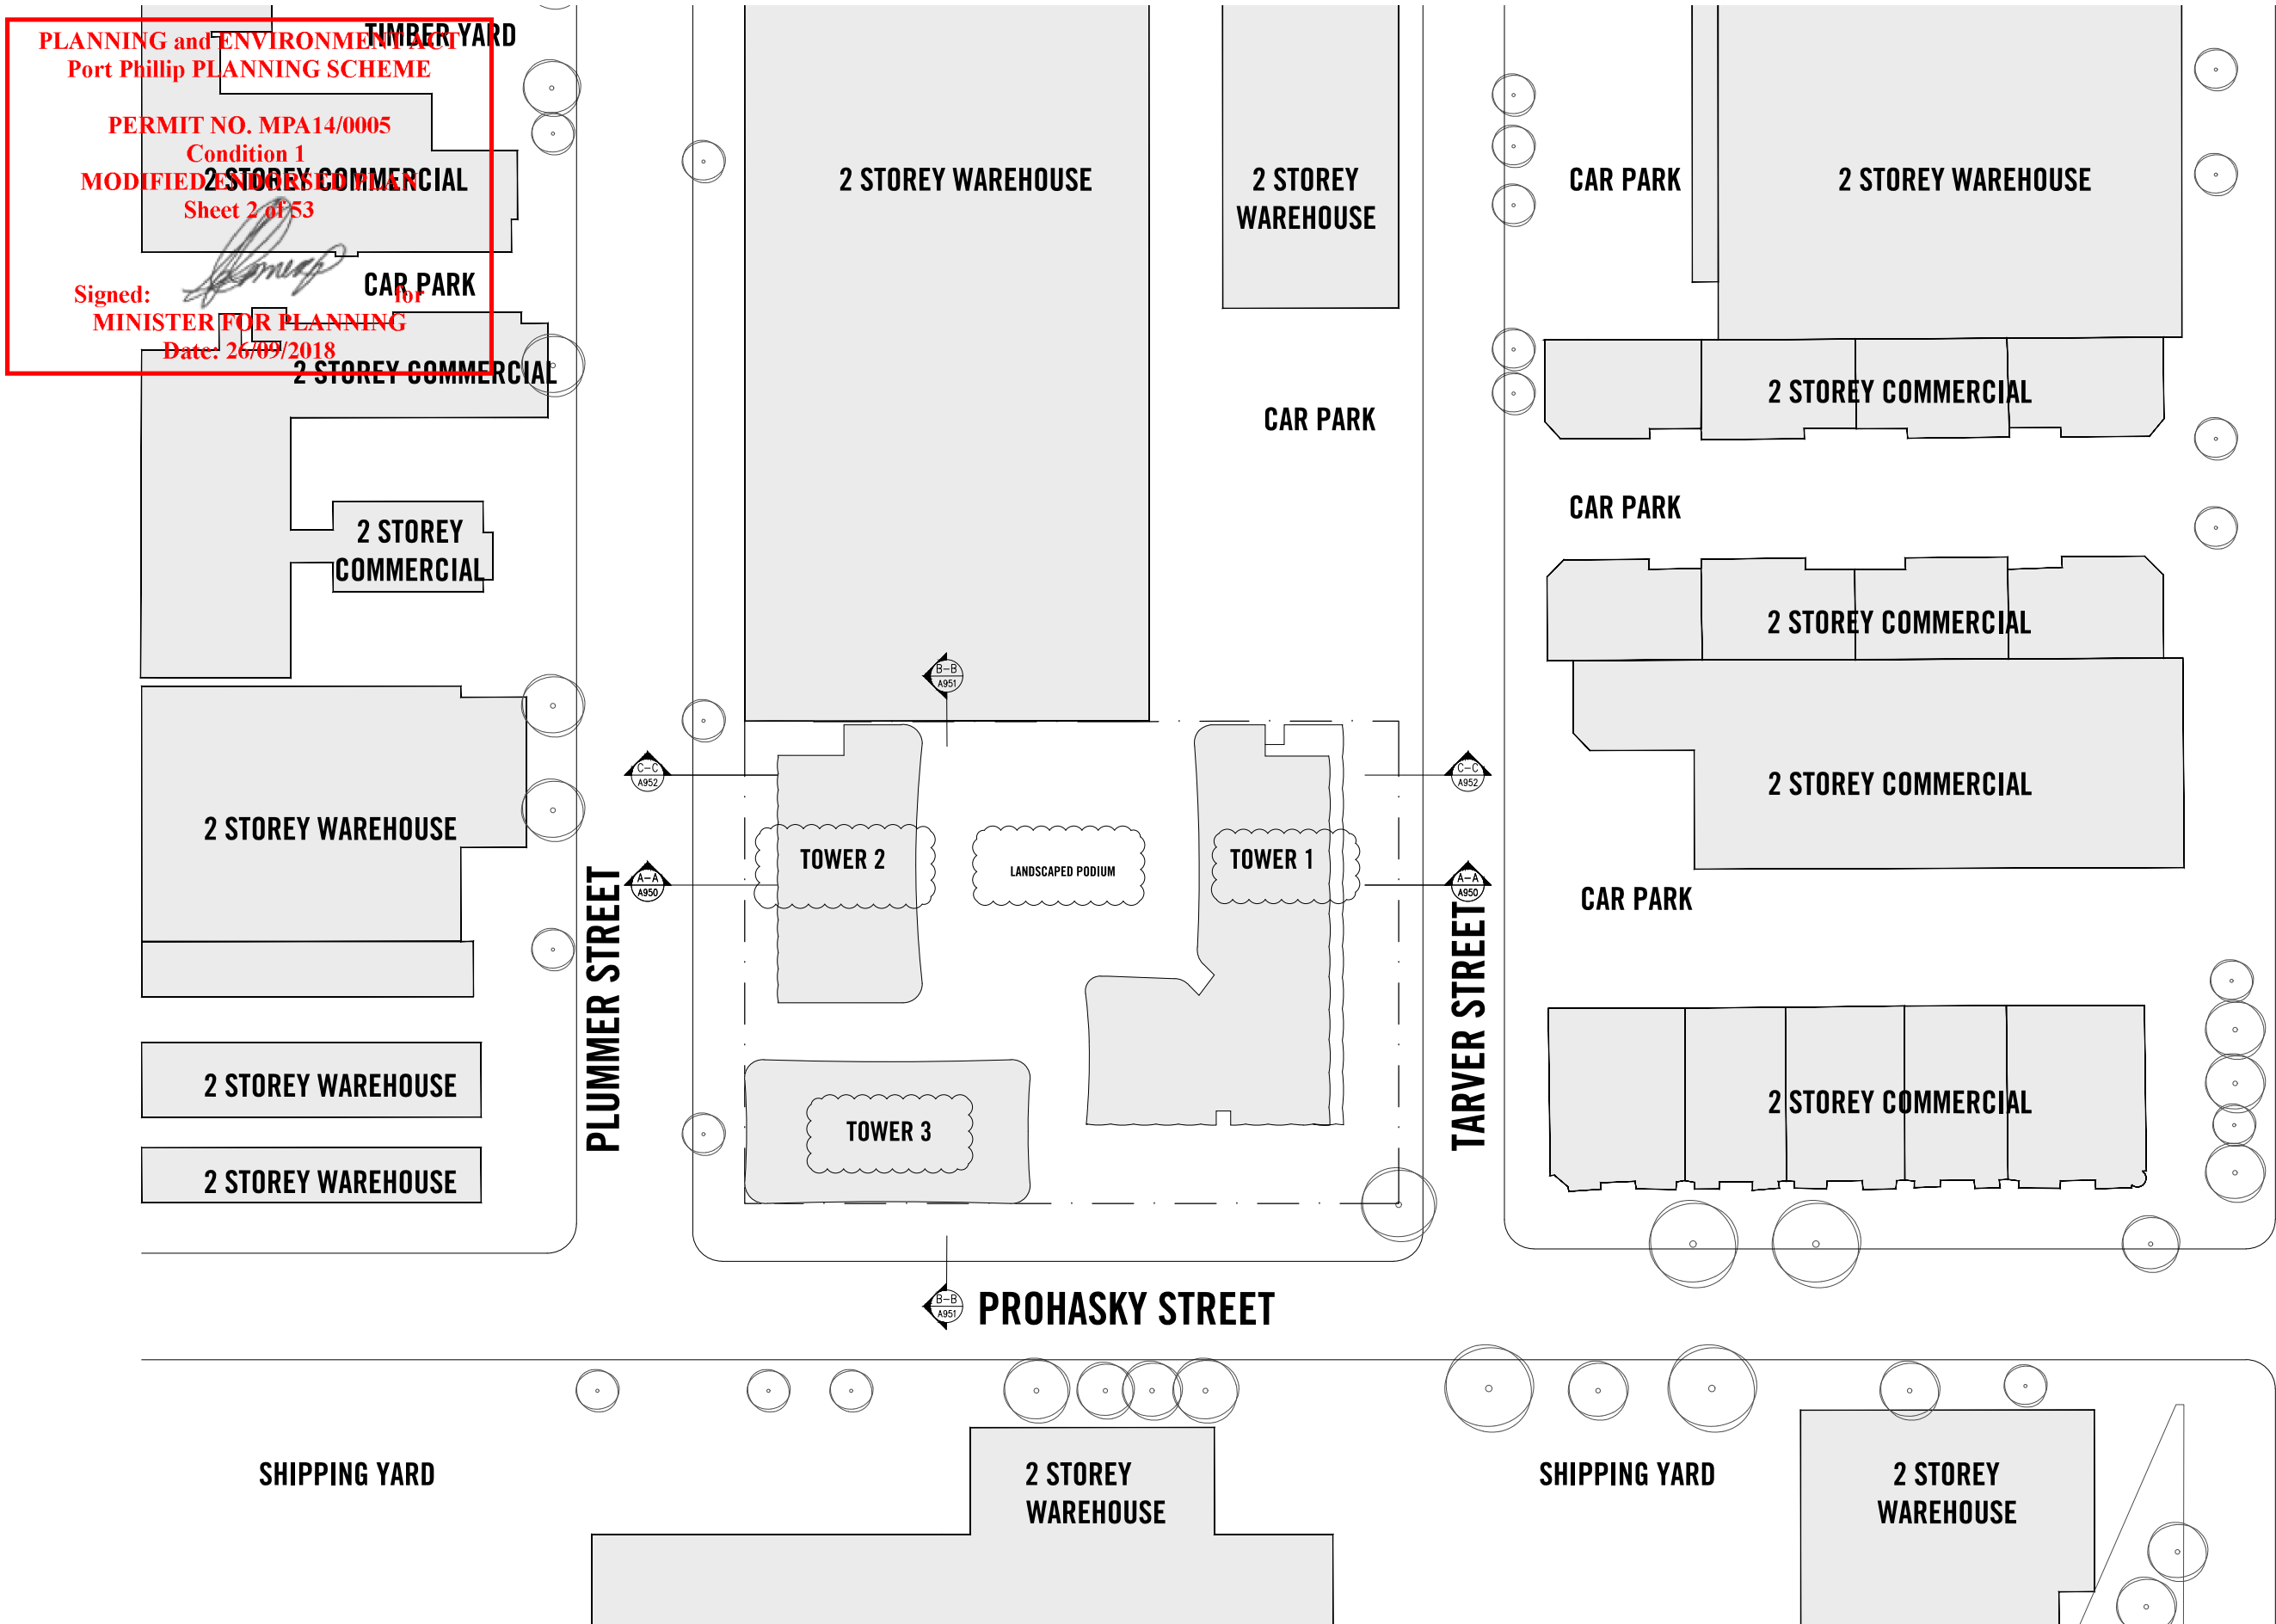 TIMBER YARD
PLANNING and ENVIRONMENT ACT
Port Phillip PLANNING SCHEME
PERMIT NO. MPA14/0005
Condition 1
MODIFIED ENDORSED PLAN
Sheet 2 of 53
Signed:
for
MINISTER FOR PLANNING
Date: 26/09/2018
2 STOREY COMMERCIAL
CAR PARK
2 STOREY COMMERCIAL
2 STOREY
COMMERCIAL
2 STOREY WAREHOUSE
2 STOREY WAREHOUSE
2 STOREY WAREHOUSE
PLUMMER STREET
2 STOREY WAREHOUSE
2 STOREY
WAREHOUSE
CAR PARK
B-B
A951
C-C
A952
C-C
A952
A-A
A950
A-A
A950
TOWER 2
LANDSCAPED PODIUM
TOWER 1
TOWER 3
TARVER STREET
CAR PARK
2 STOREY WAREHOUSE
2 STOREY COMMERCIAL
CAR PARK
2 STOREY COMMERCIAL
2 STOREY COMMERCIAL
CAR PARK
2 STOREY COMMERCIAL
B-B
A951
PROHASKY STREET
SHIPPING YARD
2 STOREY
WAREHOUSE
SHIPPING YARD
2 STOREY
WAREHOUSE